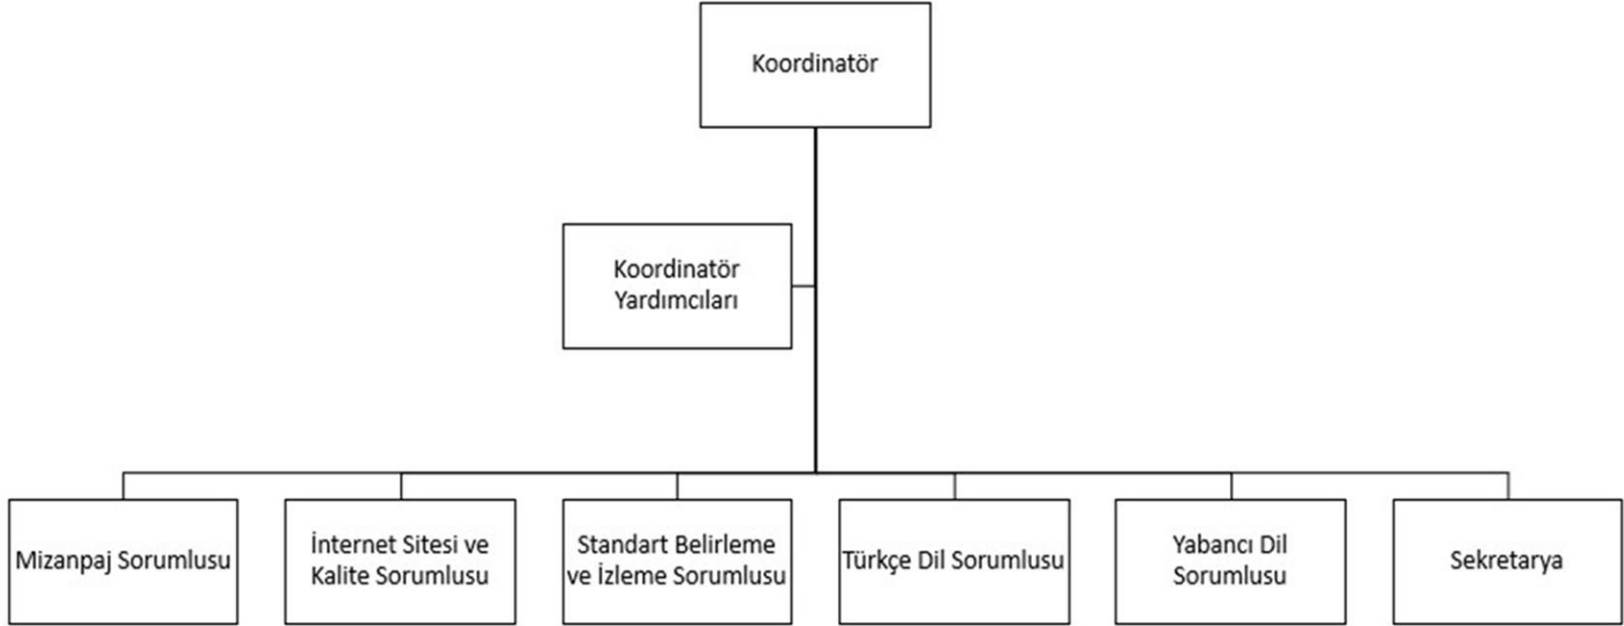 Koordinatör
Koordinatör
Yardımcıları
Mizanpaj Sorumlusu
İnternet Sitesi ve
Kalite Sorumlusu
Standart Belirleme
ve İzleme Sorumlusu
Türkçe Dil Sorumlusu
Yabancı Dil
Sorumlusu
Sekretarya